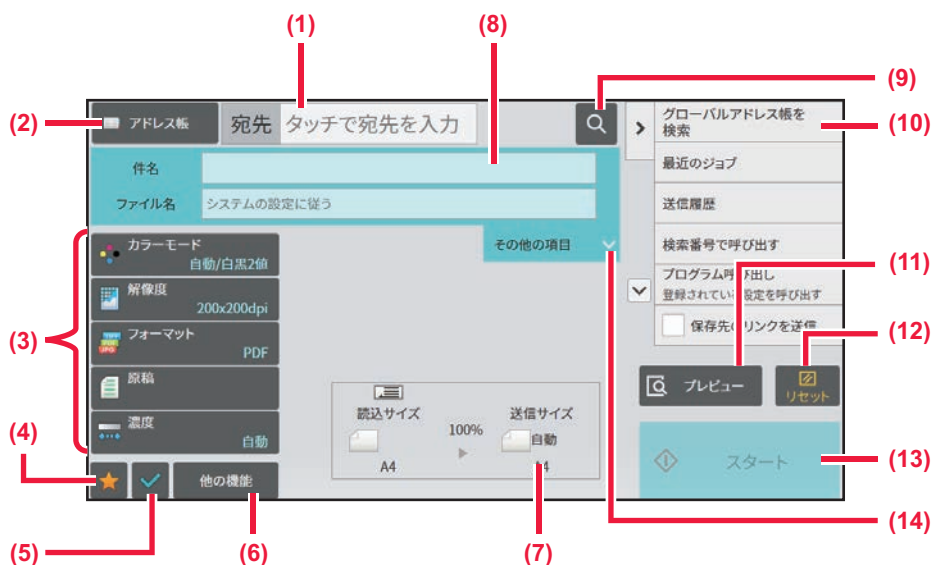 (1)
(8)
(9)
(2)
アドレス帳
宛先
タッチで宛先を入力
グローバルアドレス帳を
検索
(10)
件名
最近のジョブ
ファイル名
システムの設定に従う
送信履歴
(3)
カラーモード
自動/白黒2値
その他の項目
検索番号で呼び出す
解像度
200x200dpi
プログラム呼び出し
登録されている設定を呼び出す
(11)
フォーマット
PDF
保存先のリンクを送信
(12)
原稿
プレビュー
リセット
濃度
自動
読込サイズ
100%
送信サイズ
自動
A4
A4
スタート
(13)
(4)
他の機能
(14)
(5)
(6)
(7)